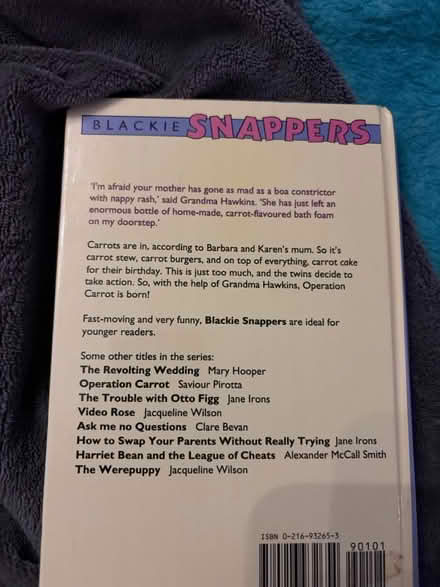 BLACKIE SNAPPERS
'I'm afraid your mother has gone as mad as a boa constrictor
with nappy rash,' said Grandma Hawkins. 'She has just left an
enormous bottle of home-made, carrot-flavoured bath foam
on my doorstep.'
Carrots are in, according to Barbara and Karen's mum. So it's
carrot stew, carrot burgers, and on top of everything, carrot cake
for their birthday. This is just too much, and the twins decide to
take action. So, with the help of Grandma Hawkins, Operation
Carrot is born!
Fast-moving and very funny, Blackie Snappers are ideal for
younger readers.
Some other titles in the series:
The Revolting Wedding Mary Hooper
Operation Carrot Saviour Pirotta
The Trouble with Otto Figg Jane Irons
Video Rose Jacqueline Wilson
Ask me no Questions Clare Bevan
How to Swap Your Parents Without Really Trying Jane Irons
Harriet Bean and the League of Cheats Alexander McCall Smith
The Werepuppy Jacqueline Wilson
ISBN 0-216-93265-3
90101